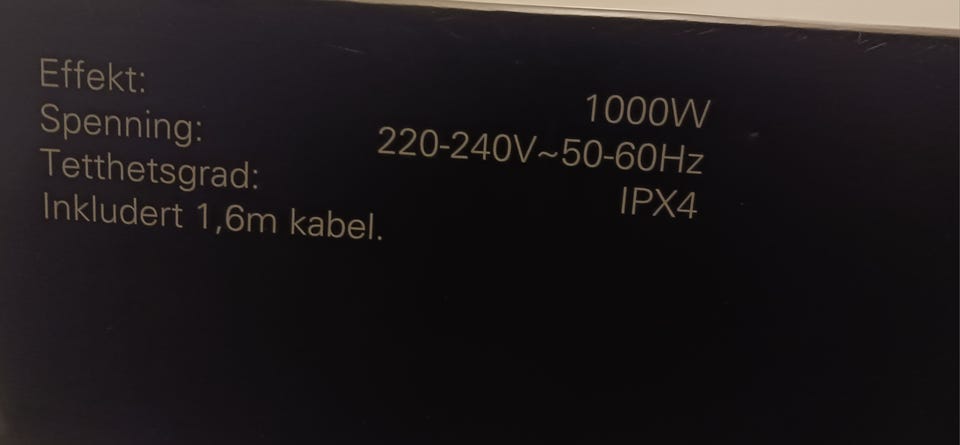 Effekt: 1000W
Spenning: 220-240V~50-60Hz
Tetthetsgrad: IPX4
Inkludert 1,6m kabel.